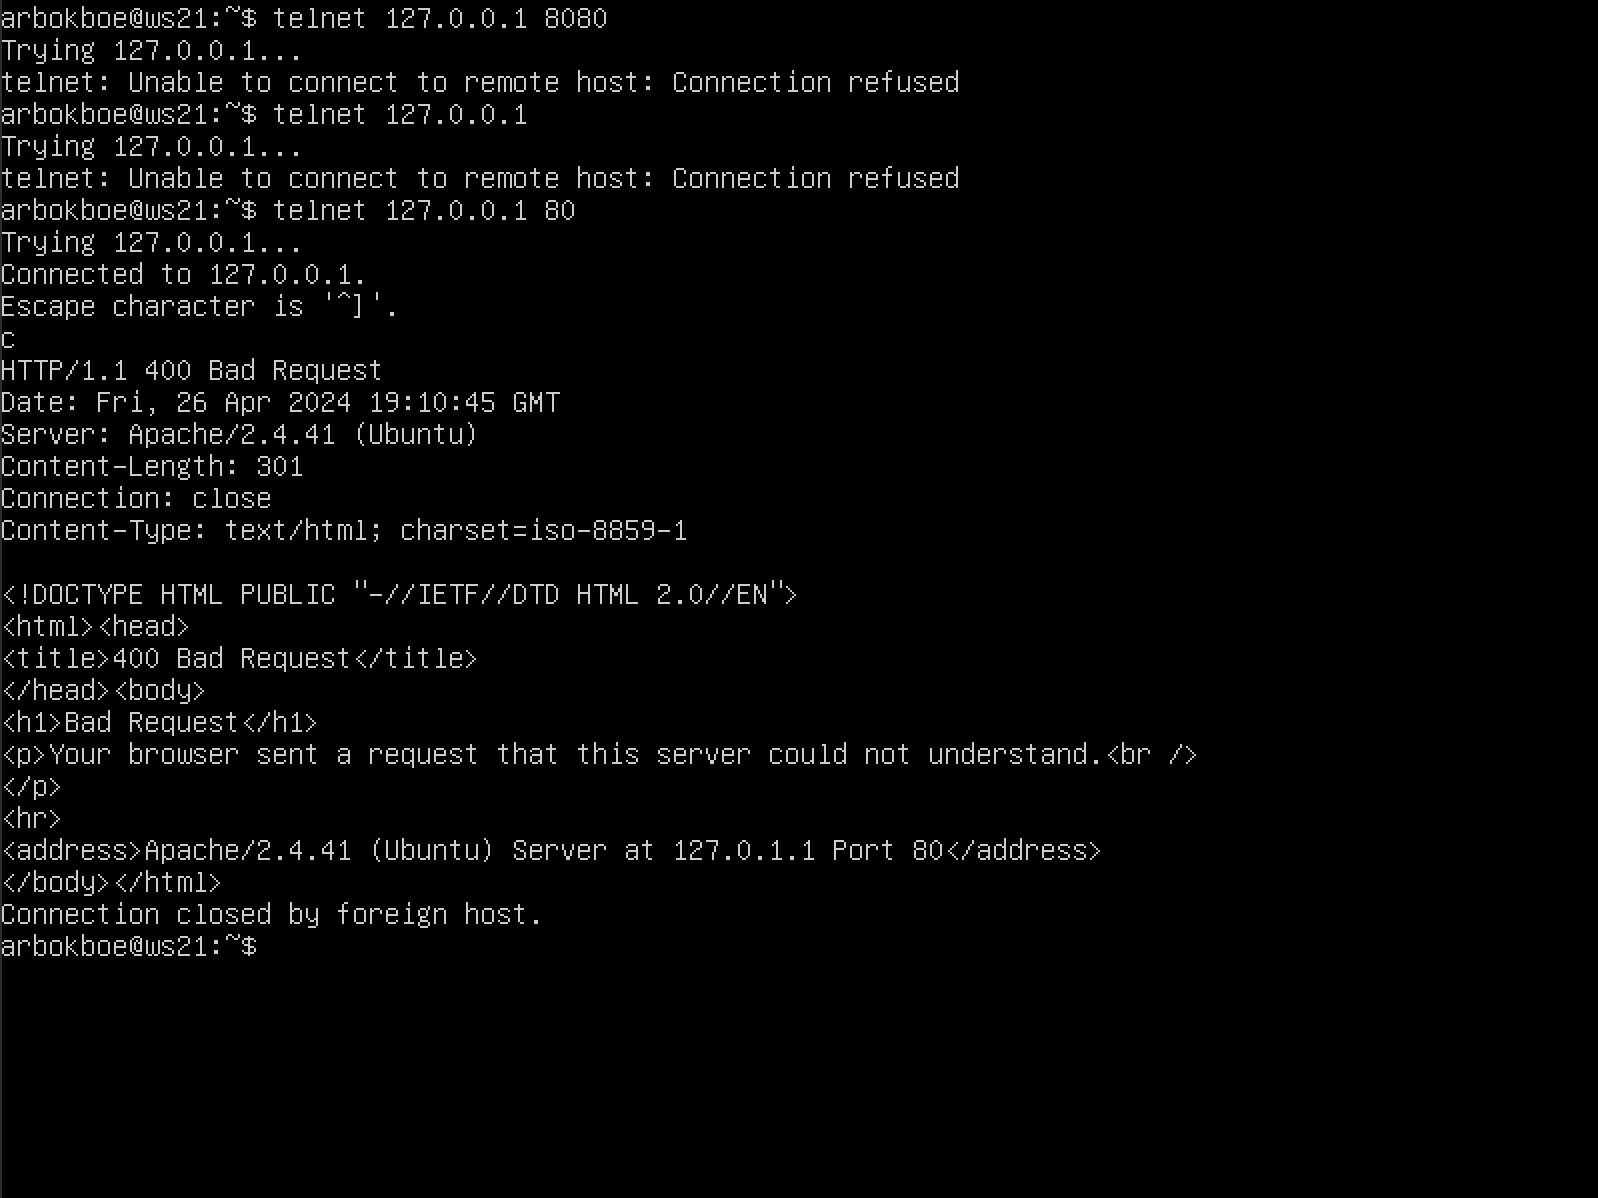 arbokboe@ws21:~$ telnet 127.0.0.1 8080
Trying 127.0.0.1...
telnet: Unable to connect to remote host: Connection refused
arbokboe@ws21:~$ telnet 127.0.0.1
Trying 127.0.0.1...
telnet: Unable to connect to remote host: Connection refused
arbokboe@ws21:~$ telnet 127.0.0.1 80
Trying 127.0.0.1...
Connected to 127.0.0.1.
Escape character is '^]'.
c
HTTP/1.1 400 Bad Request
Date: Fri, 26 Apr 2024 19:10:45 GMT
Server: Apache/2.4.41 (Ubuntu)
Content-Length: 301
Connection: close
Content-Type: text/html; charset=iso-8859-1

<!DOCTYPE HTML PUBLIC "-//IETF//DTD HTML 2.0//EN">
<html><head>
<title>400 Bad Request</title>
</head><body>
<h1>Bad Request</h1>
<p>Your browser sent a request that this server could not understand.<br />
</p>
<hr>
<address>Apache/2.4.41 (Ubuntu) Server at 127.0.1.1 Port 80</address>
</body></html>
Connection closed by foreign host.
arbokboe@ws21:~$